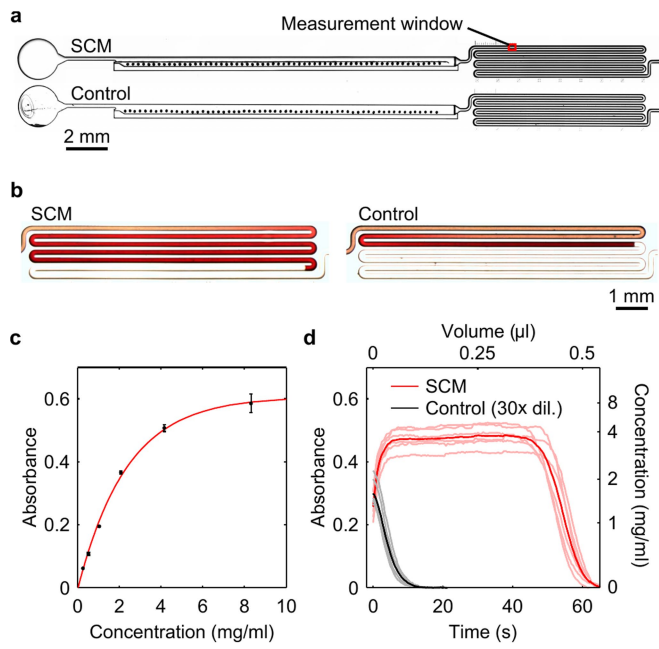 a
Measurement window
SCM
Control
2 mm
b
SCM
Control
1 mm
c
Absorbance
0.6
0.4
0.2
0
0 2 4 6 8 10
Concentration (mg/ml)
d
Volume (µl)
0 0.25 0.5
SCM
Control (30x dil.)
Absorbance
0.6
0.4
0.2
0
0 20 40 60
Time (s)
8
4
2
1
0
Concentration (mg/ml)